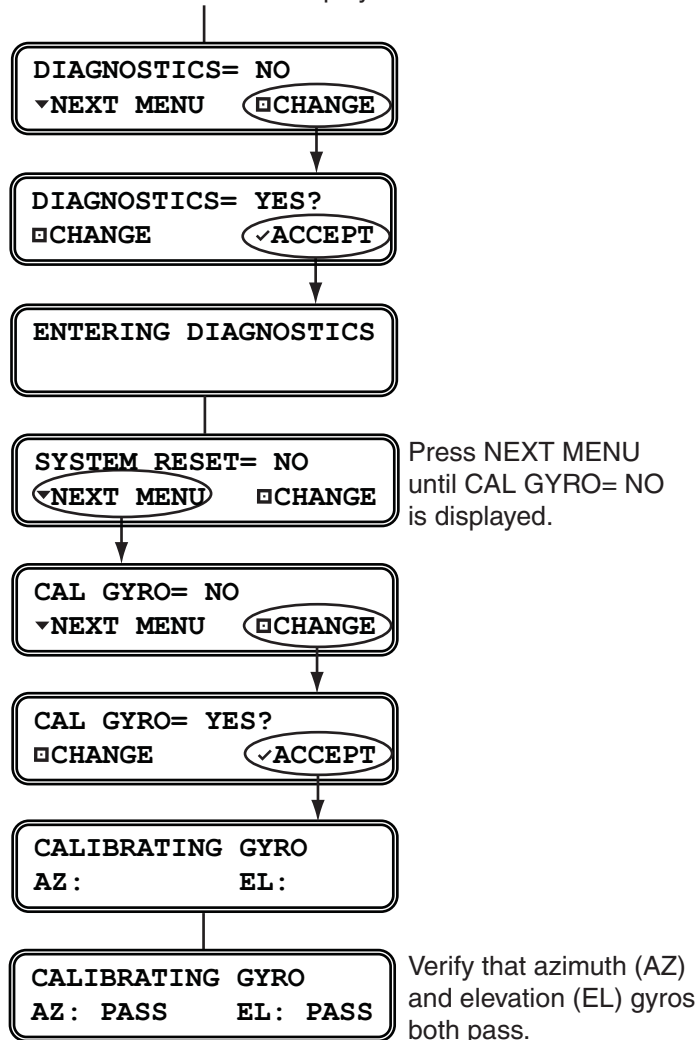 DIAGNOSTICS= NO
▾NEXT MENU ⊡CHANGE
DIAGNOSTICS= YES?
⊡CHANGE ✓ACCEPT
ENTERING DIAGNOSTICS
SYSTEM RESET= NO
▾NEXT MENU ⊡CHANGE
Press NEXT MENU
until CAL GYRO= NO
is displayed.
CAL GYRO= NO
▾NEXT MENU ⊡CHANGE
CAL GYRO= YES?
⊡CHANGE ✓ACCEPT
CALIBRATING GYRO
AZ: EL:
CALIBRATING GYRO
AZ: PASS EL: PASS
Verify that azimuth (AZ)
and elevation (EL) gyros
both pass.